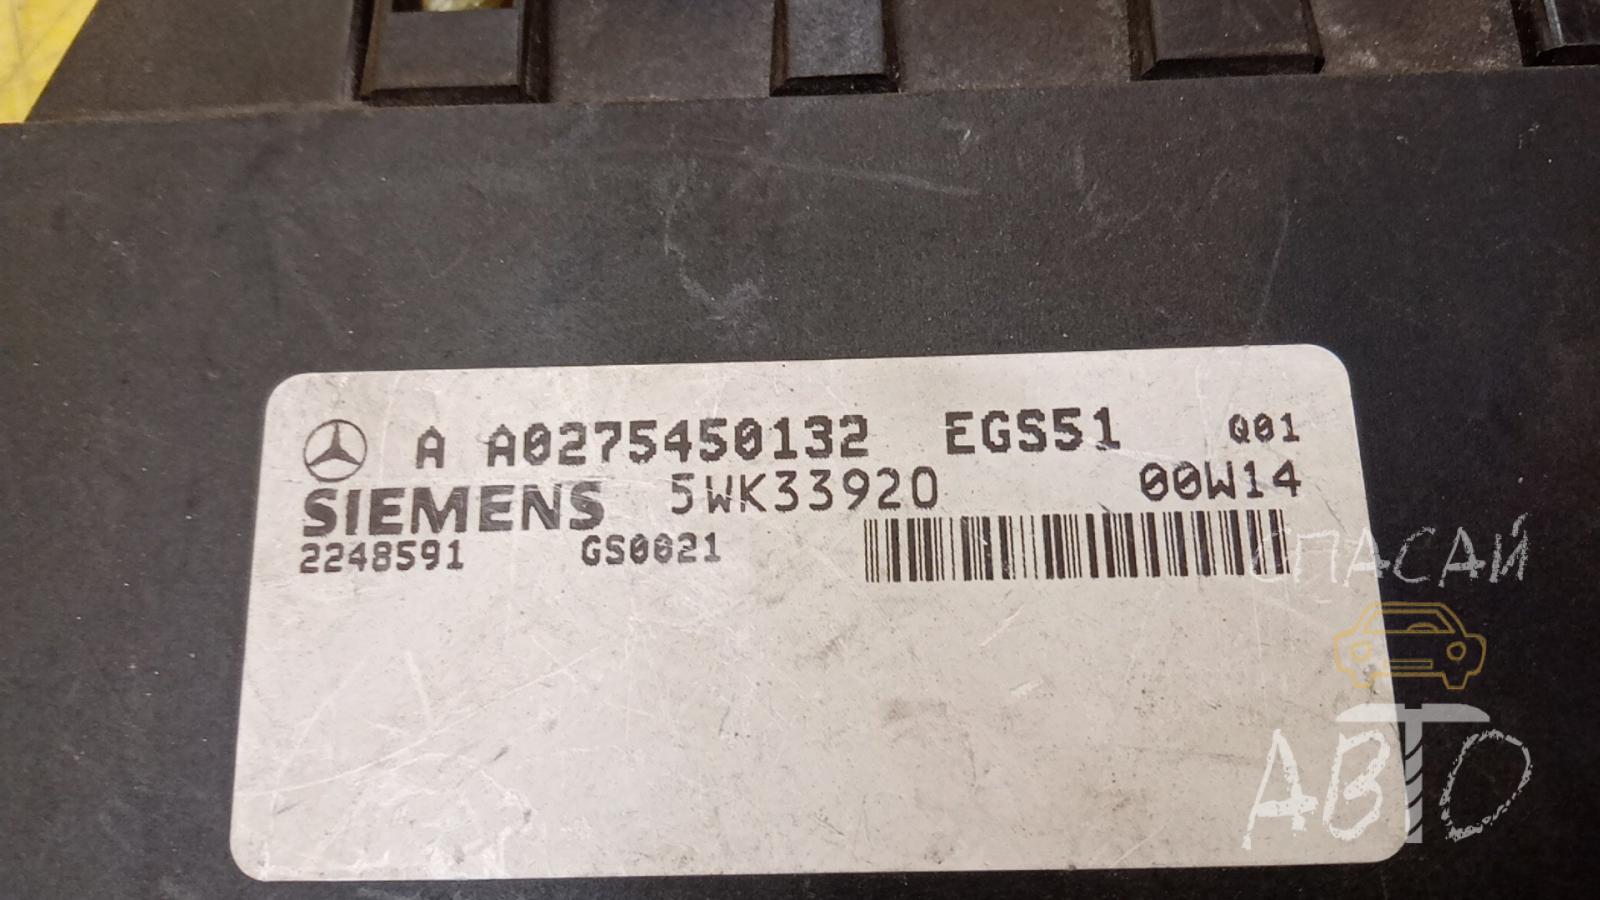 A A0275450132 EGS51 Q01
SIEMENS 5WK33920 00W14
2248591 GS0021
СПАСАЙ
АВТО